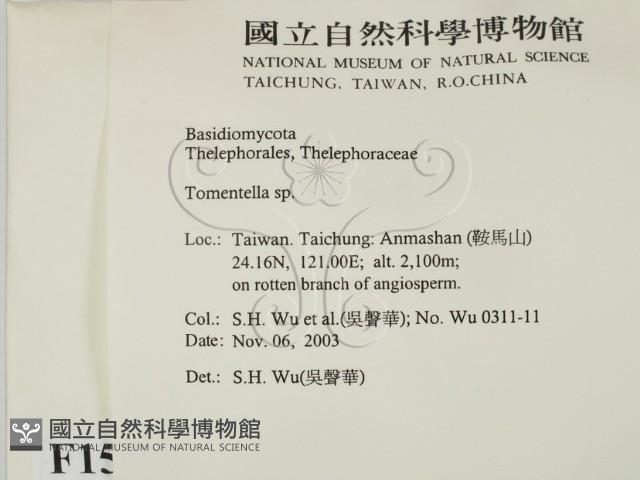 國立自然科學博物館
NATIONAL MUSEUM OF NATURAL SCIENCE
TAICHUNG, TAIWAN, R.O.CHINA
Basidiomycota
Thelephorales, Thelephoraceae
Tomentella sp.
Loc.: Taiwan. Taichung: Anmashan (鞍馬山)
24.16N, 121.00E; alt. 2,100m;
on rotten branch of angiosperm.
Col.: S.H. Wu et al.(吳聲華); No. Wu 0311-11
Date: Nov. 06, 2003
Det.: S.H. Wu(吳聲華)
國立自然科學博物館
NATIONAL MUSEUM OF NATURAL SCIENCE
F15